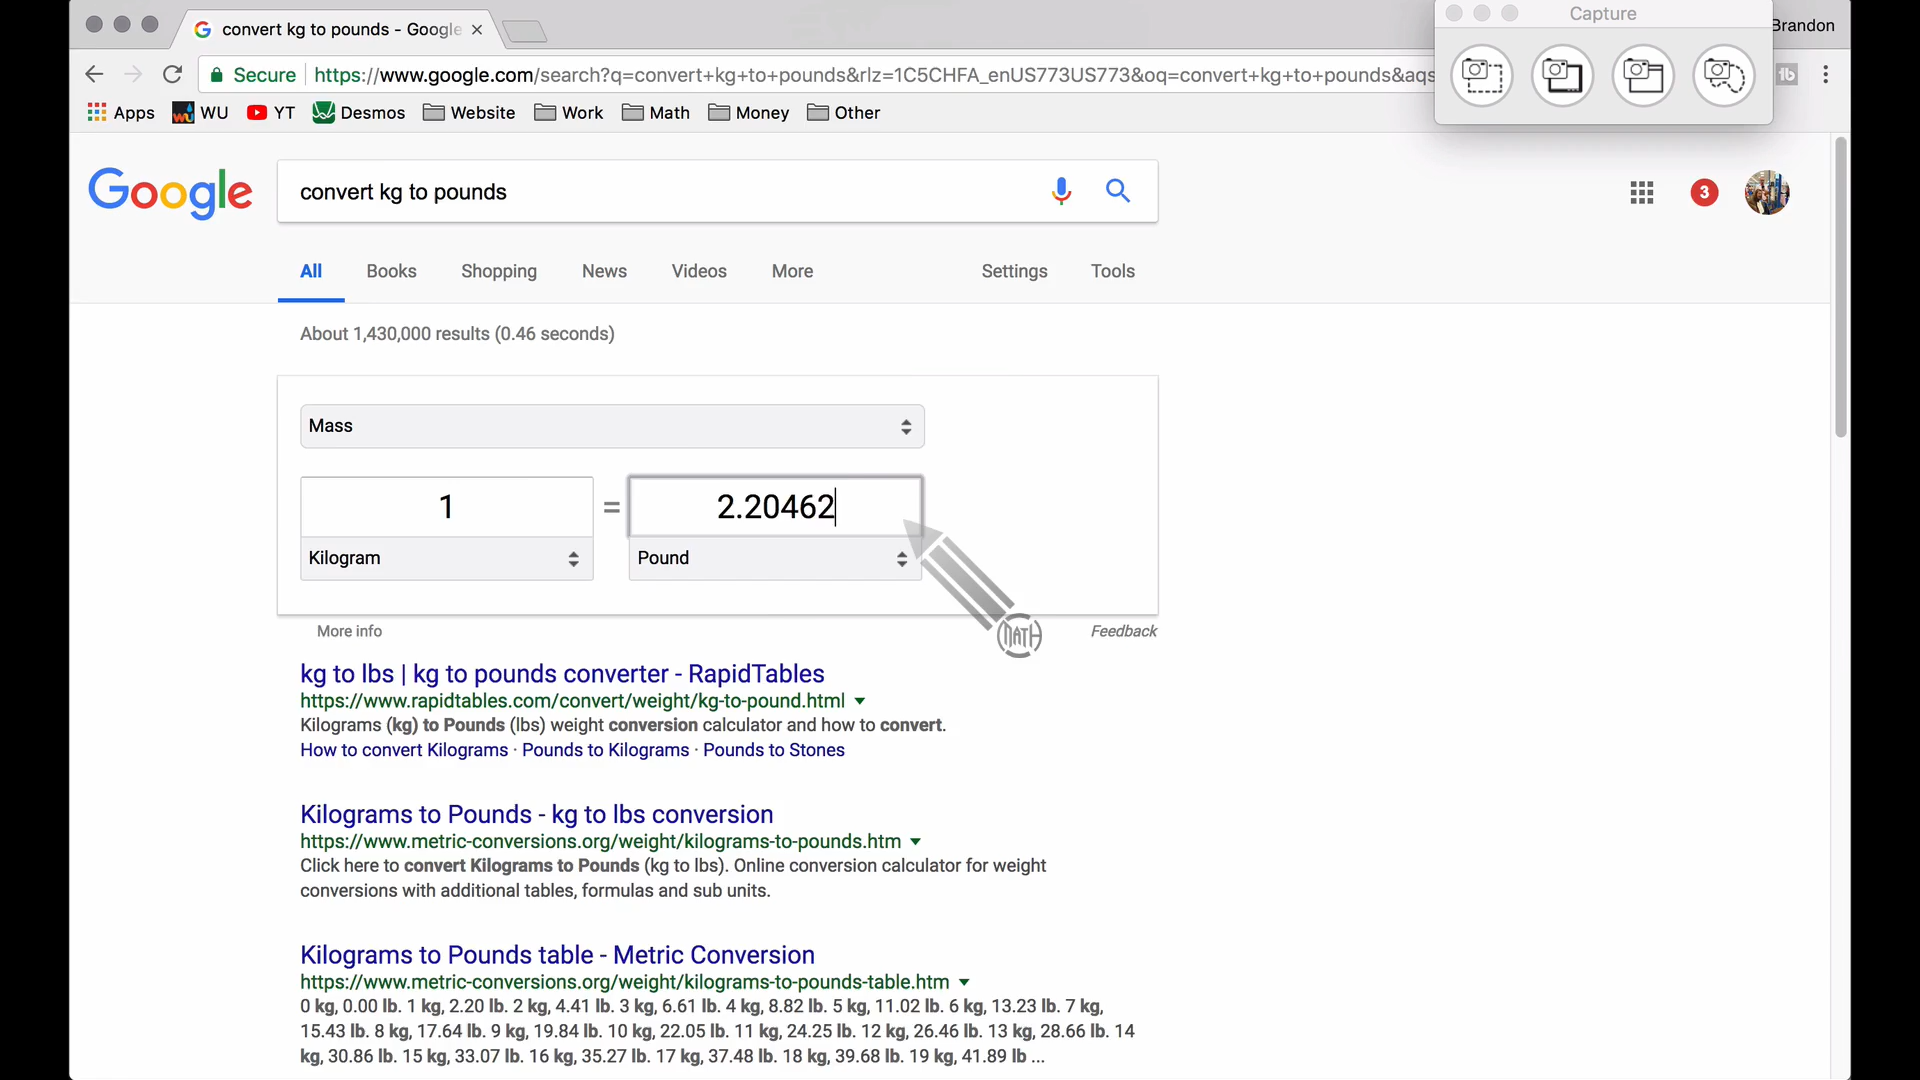 convert kg to pounds - Google
Capture
Brandon
Secure
https://www.google.com/search?q=convert+kg+to+pounds&rlz=1C5CHFA_enUS773US773&oq=convert+kg+to+pounds&aqs
Apps
WU
YT
Desmos
Website
Work
Math
Money
Other
Google
convert kg to pounds
3
All
Books
Shopping
News
Videos
More
Settings
Tools
About 1,430,000 results (0.46 seconds)
Mass
1
=
2.20462
Kilogram
Pound
MATH
More info
Feedback
kg to lbs | kg to pounds converter - RapidTables
https://www.rapidtables.com/convert/weight/kg-to-pound.html
Kilograms (kg) to Pounds (lbs) weight conversion calculator and how to convert.
How to convert Kilograms · Pounds to Kilograms · Pounds to Stones
Kilograms to Pounds - kg to lbs conversion
https://www.metric-conversions.org/weight/kilograms-to-pounds.htm
Click here to convert Kilograms to Pounds (kg to lbs). Online conversion calculator for weight
conversions with additional tables, formulas and sub units.
Kilograms to Pounds table - Metric Conversion
https://www.metric-conversions.org/weight/kilograms-to-pounds-table.htm
0 kg, 0.00 lb. 1 kg, 2.20 lb. 2 kg, 4.41 lb. 3 kg, 6.61 lb. 4 kg, 8.82 lb. 5 kg, 11.02 lb. 6 kg, 13.23 lb. 7 kg,
15.43 lb. 8 kg, 17.64 lb. 9 kg, 19.84 lb. 10 kg, 22.05 lb. 11 kg, 24.25 lb. 12 kg, 26.46 lb. 13 kg, 28.66 lb. 14
kg, 30.86 lb. 15 kg, 33.07 lb. 16 kg, 35.27 lb. 17 kg, 37.48 lb. 18 kg, 39.68 lb. 19 kg, 41.89 lb ...